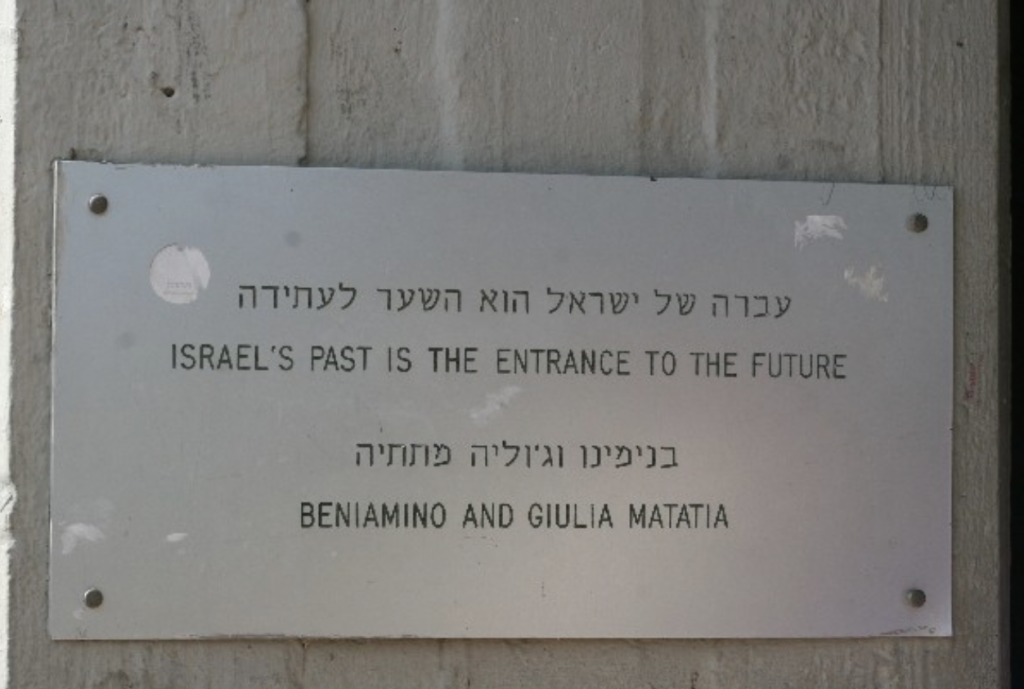 עברה של ישראל הוא השער לעתידה
ISRAEL'S PAST IS THE ENTRANCE TO THE FUTURE
בנימינו וג'וליה מתתיה
BENIAMINO AND GIULIA MATATIA